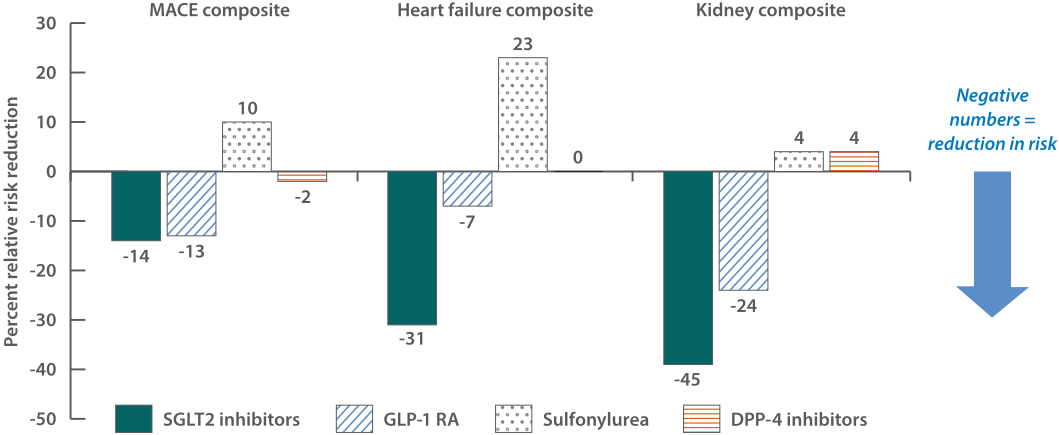 MACE composite
Heart failure composite
Kidney composite
Percent relative risk reduction
30
20
10
0
-10
-20
-30
-40
-50
-14
-13
10
-2
-31
-7
23
0
-45
-24
4
4
Negative
numbers =
reduction in risk
SGLT2 inhibitors
GLP-1 RA
Sulfonylurea
DPP-4 inhibitors